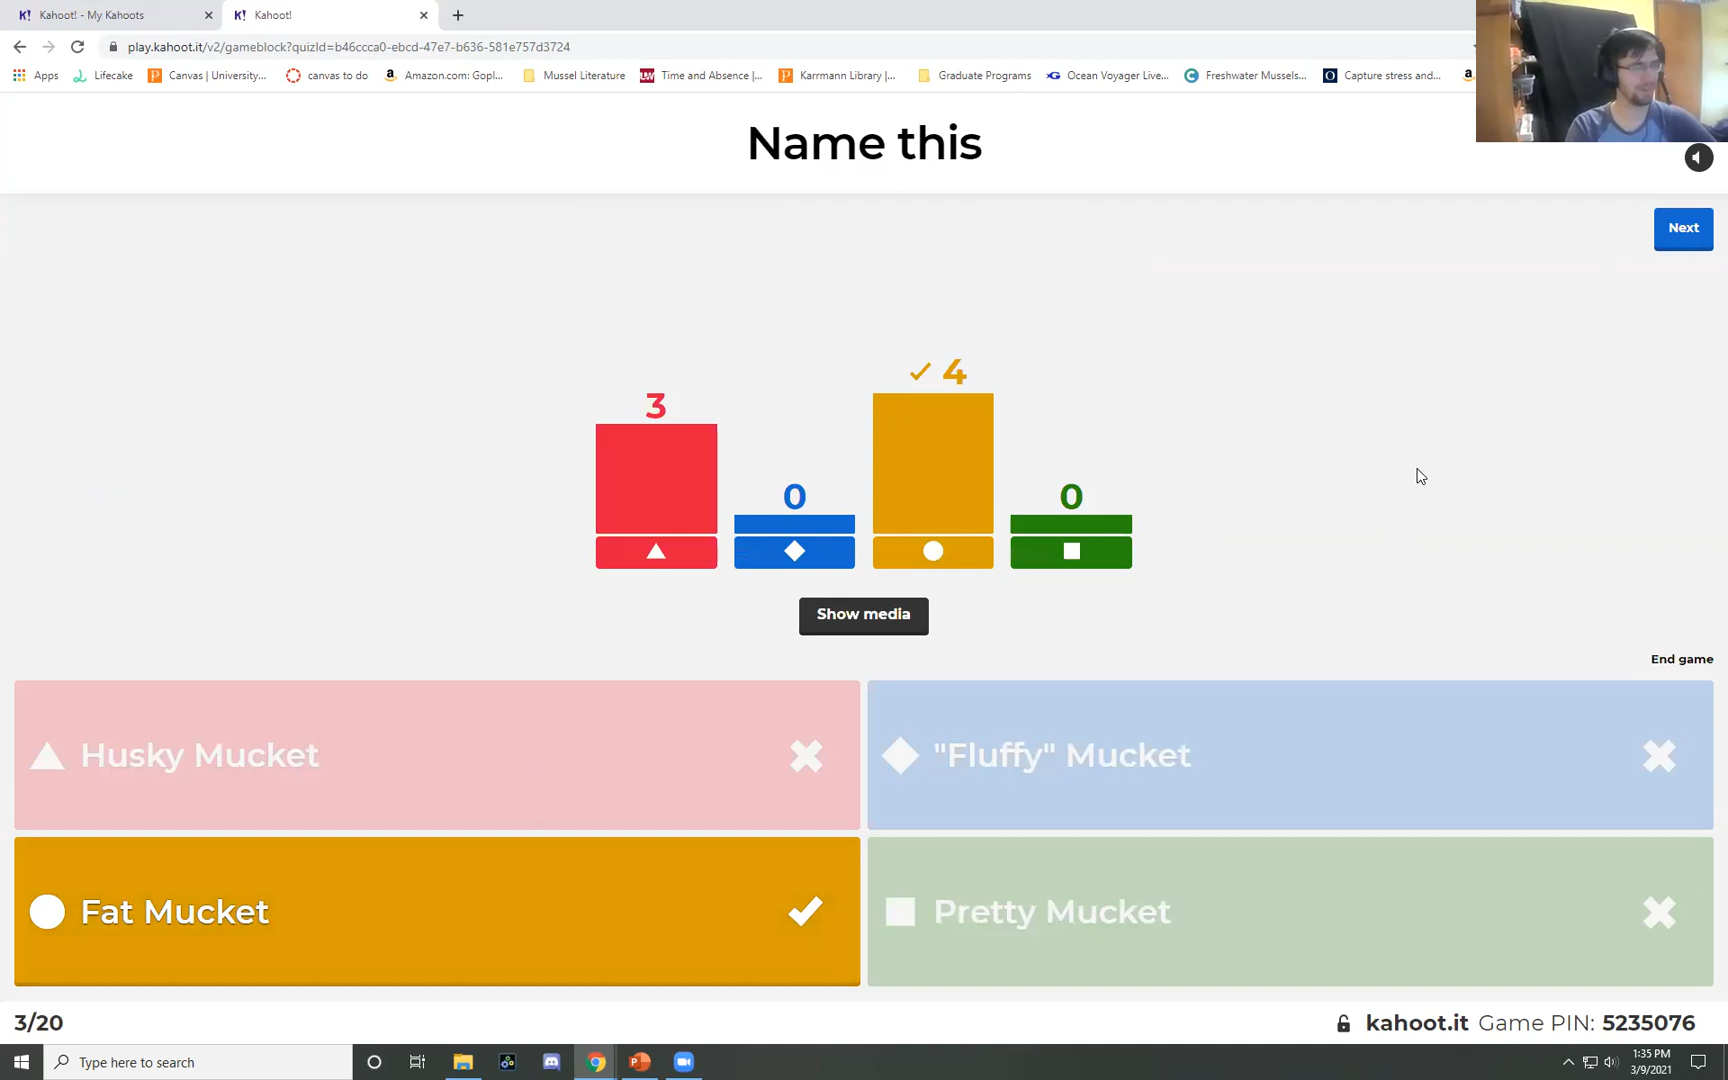 Kahoot! - My Kahoots
Kahoot!
play.kahoot.it/v2/gameblock?quizId=b46ccca0-ebcd-47e7-b636-581e757d3724
Apps
Lifecake
Canvas | University...
canvas to do
Amazon.com: Gopl...
Mussel Literature
Time and Absence |...
Karrmann Library |...
Graduate Programs
Ocean Voyager Live...
Freshwater Mussels...
Capture stress and...
Name this
Next
3
0
4
0
Show media
End game
Husky Mucket
"Fluffy" Mucket
Fat Mucket
Pretty Mucket
3/20
kahoot.it Game PIN: 5235076
Type here to search
1:35 PM
3/9/2021